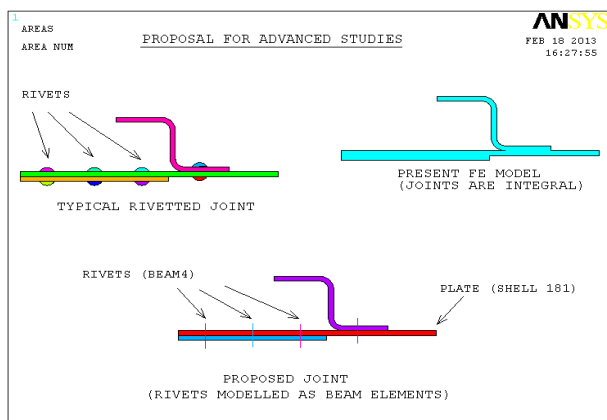 1
AREAS
AREA NUM
PROPOSAL FOR ADVANCED STUDIES
ANSYS
FEB 18 2013
16:27:55
RIVETS
TYPICAL RIVETTED JOINT
PRESENT FE MODEL
(JOINTS ARE INTEGRAL)
RIVETS (BEAM4)
PLATE (SHELL 181)
PROPOSED JOINT
(RIVETS MODELLED AS BEAM ELEMENTS)